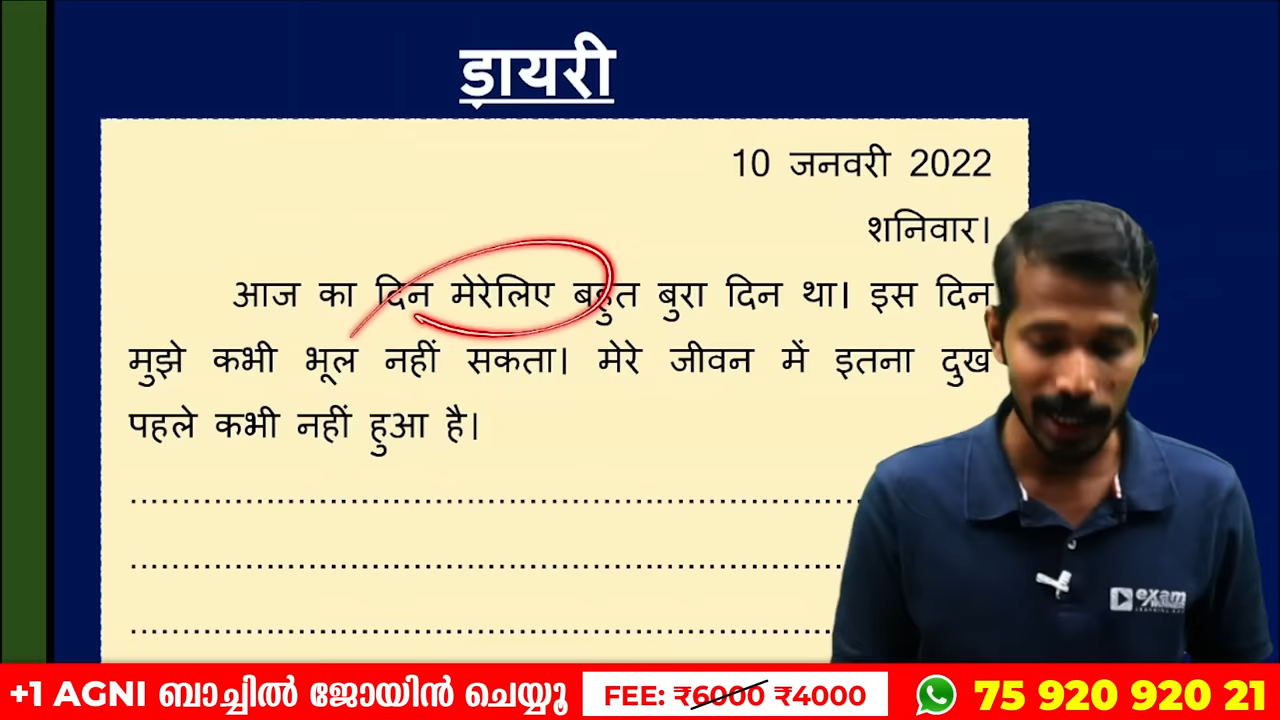 डायरी
10 जनवरी 2022
शनिवार।
आज का दिन मेरेलिए बहुत बुरा दिन था। इस दिन
मुझे कभी भूल नहीं सकता। मेरे जीवन में इतना दुख
पहले कभी नहीं हुआ है।
................................................................
................................................................
................................................................
exam
+1 AGNI ബാച്ചിൽ ജോയിൻ ചെയ്യൂ FEE: ₹6000 ₹4000 75 920 920 21